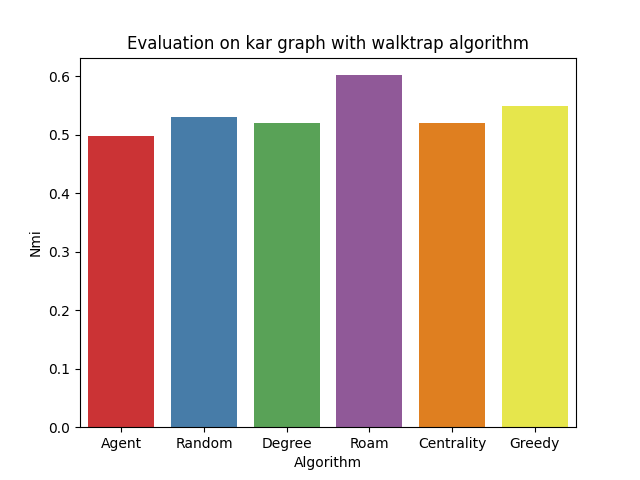 Evaluation on kar graph with walktrap algorithm
Nmi
0.6
0.5
0.4
0.3
0.2
0.1
0.0
Agent Random Degree Roam Centrality Greedy
Algorithm